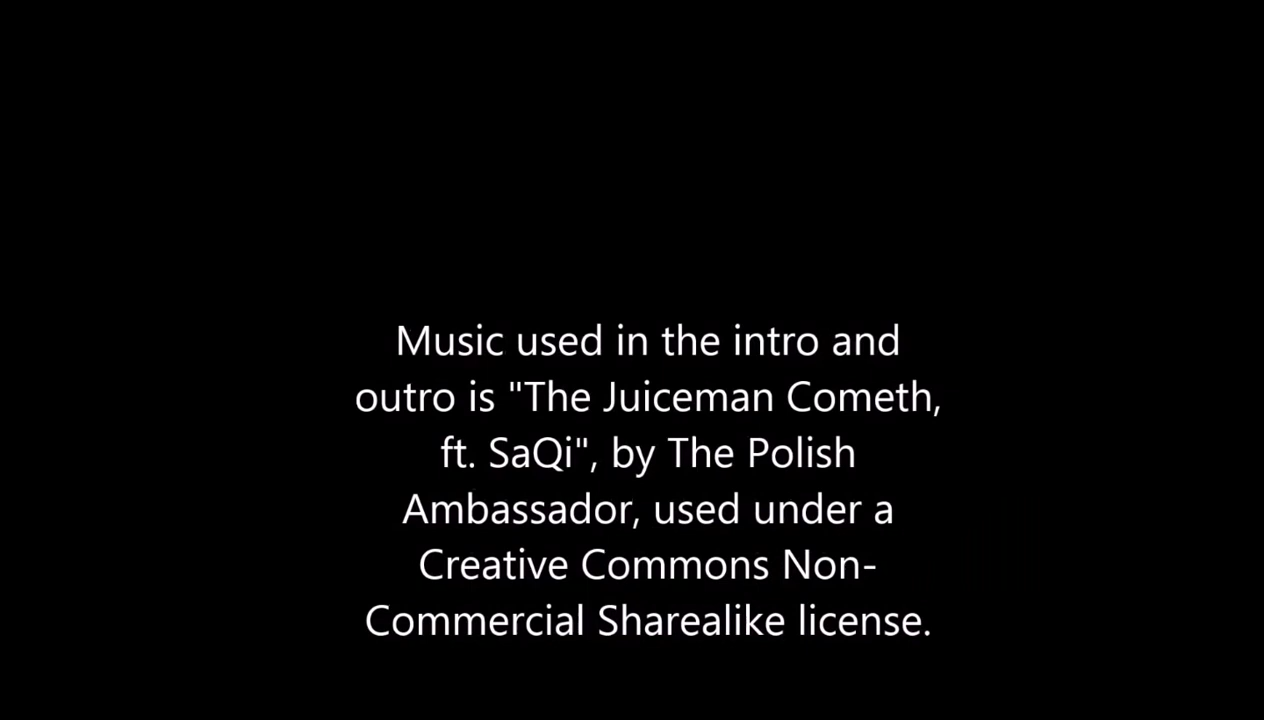 Music used in the intro and
outro is "The Juiceman Cometh,
ft. SaQi", by The Polish
Ambassador, used under a
Creative Commons Non-
Commercial Sharealike license.